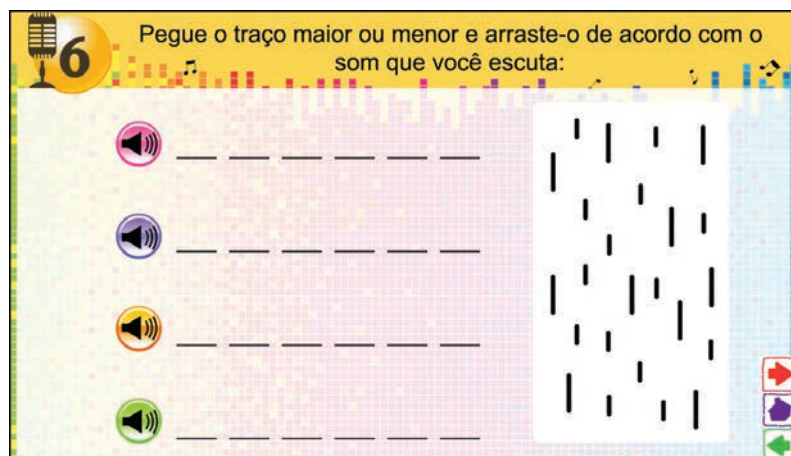 6
Pegue o traço maior ou menor e arraste-o de acordo com o
som que você escuta: